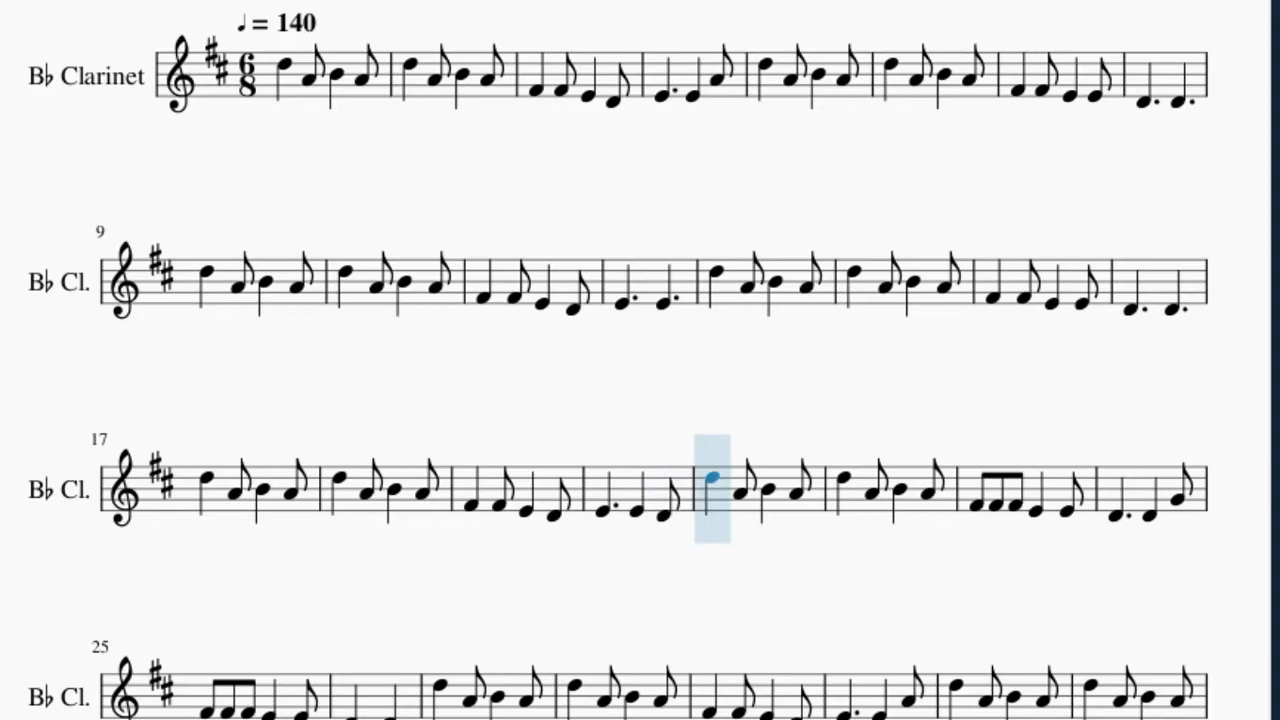 ♩ = 140
B♭ Clarinet
6
8
9
B♭ Cl.
17
B♭ Cl.
25
B♭ Cl.